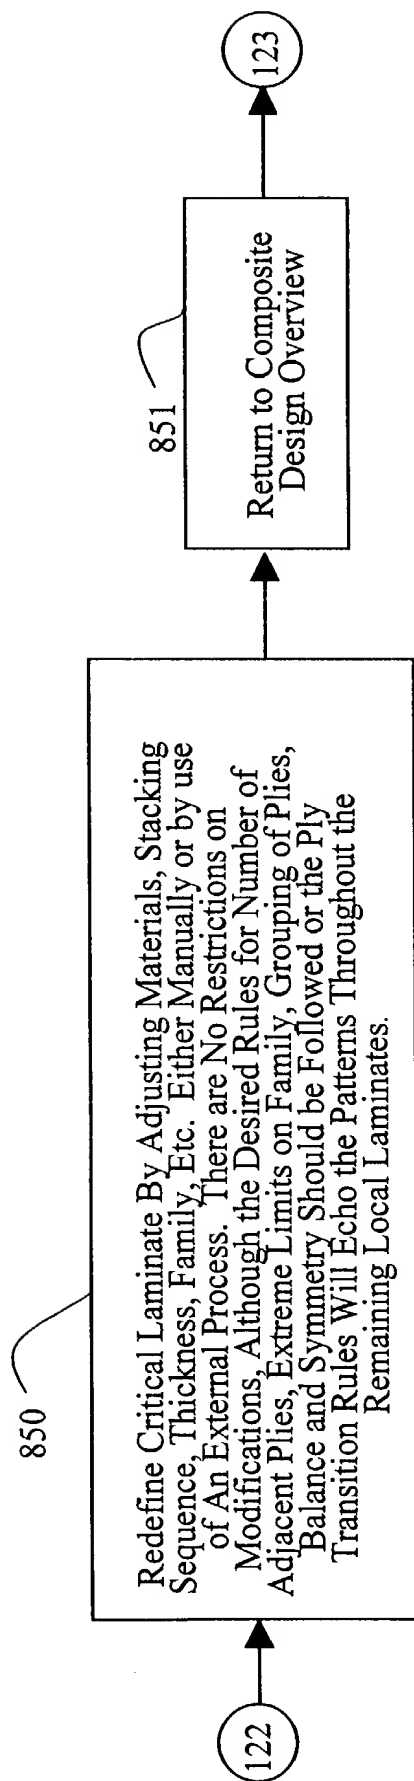 850
122
Redefine Critical Laminate By Adjusting Materials, Stacking
Sequence, Thickness, Family, Etc. Either Manually or by use
of An External Process. There are No Restrictions on
Modifications, Although the Desired Rules for Number of
Adjacent Plies, Extreme Limits on Family, Grouping of Plies,
Balance and Symmetry Should be Followed or the Ply
Transition Rules Will Echo the Patterns Throughout the
Remaining Local Laminates.
851
Return to Composite
Design Overview
123